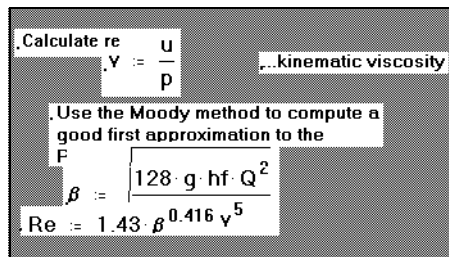 Calculate re
γ := u / p
...kinematic viscosity
Use the Moody method to compute a
good first approximation to the
β := √(128 · g · hf · Q² / γ⁵)
Re := 1.43 · β^0.416